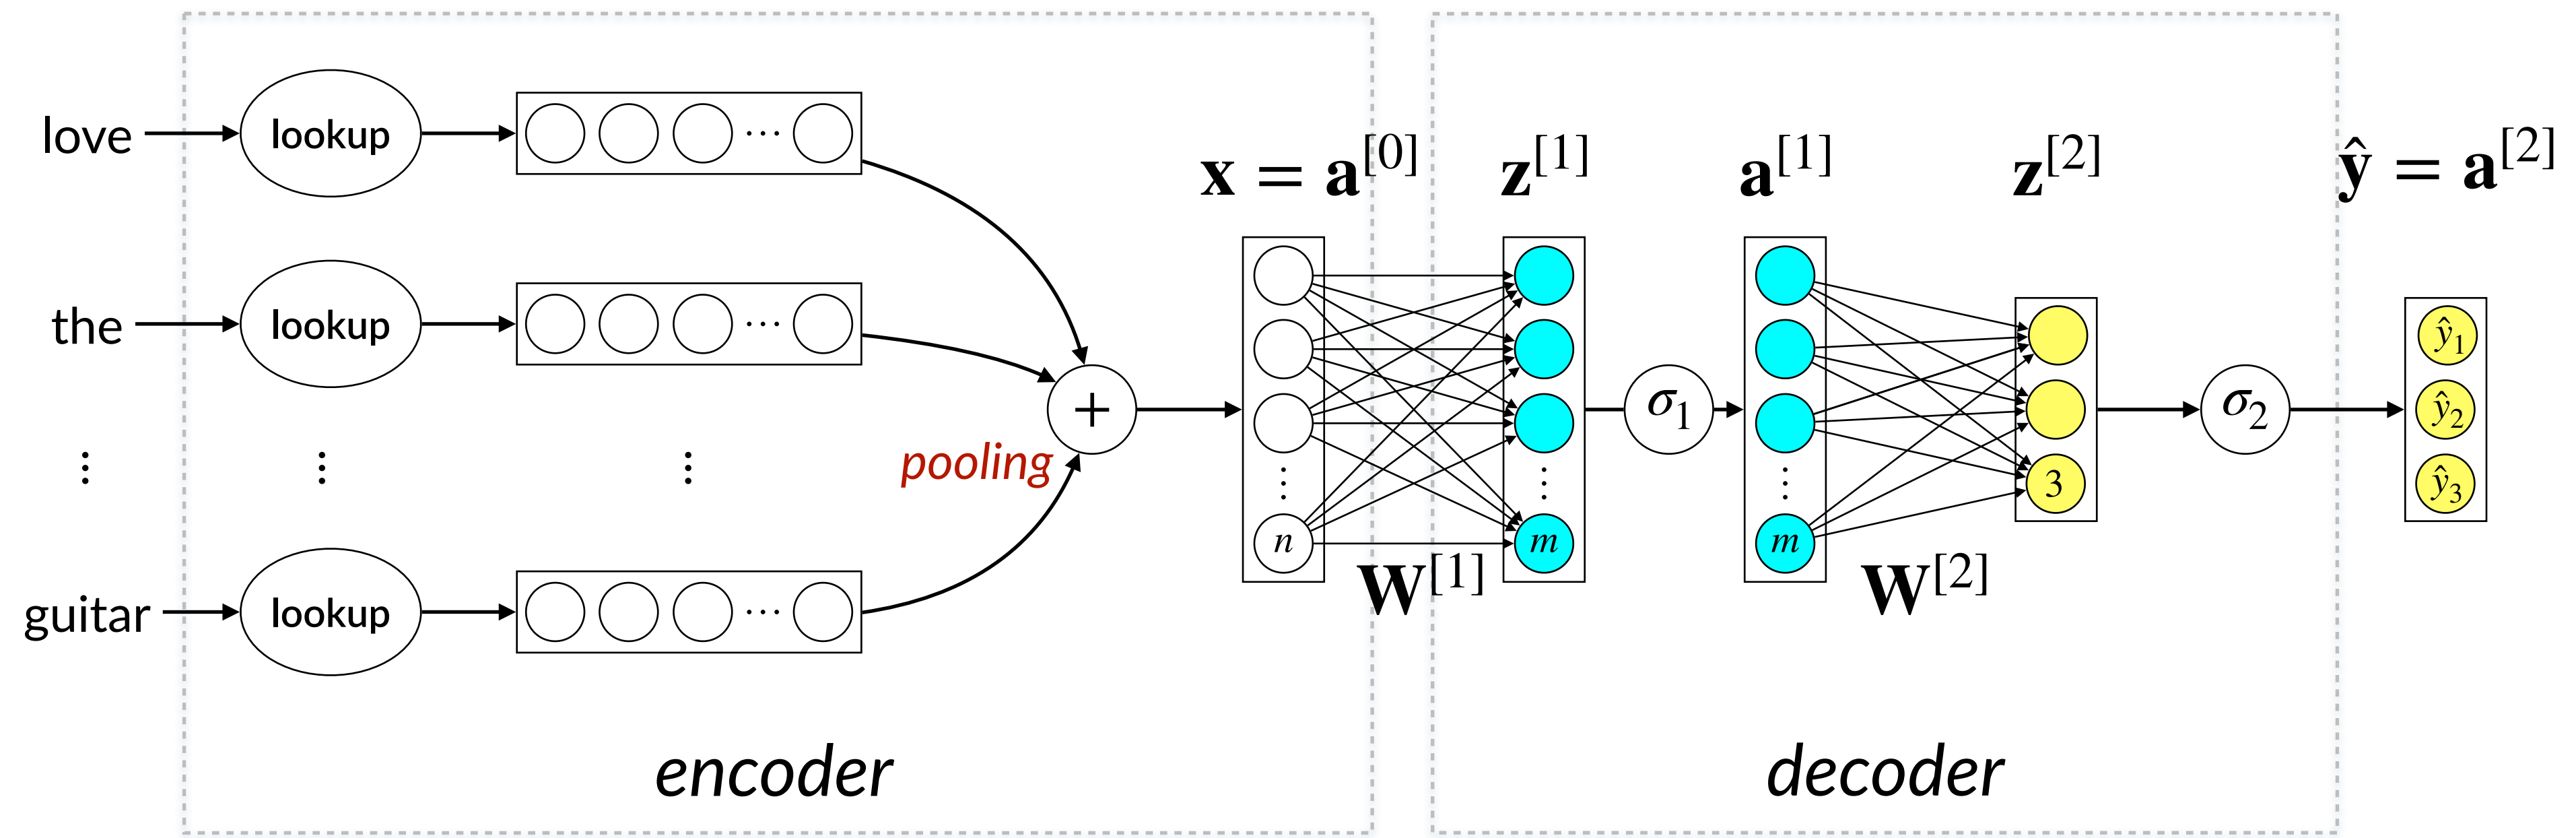 love
lookup
the
lookup
guitar
lookup
pooling
+
x = a^[0]
n
W^[1]
z^[1]
m
σ₁
a^[1]
m
W^[2]
z^[2]
3
σ₂
ŷ = a^[2]
ŷ₁
ŷ₂
ŷ₃
encoder
decoder